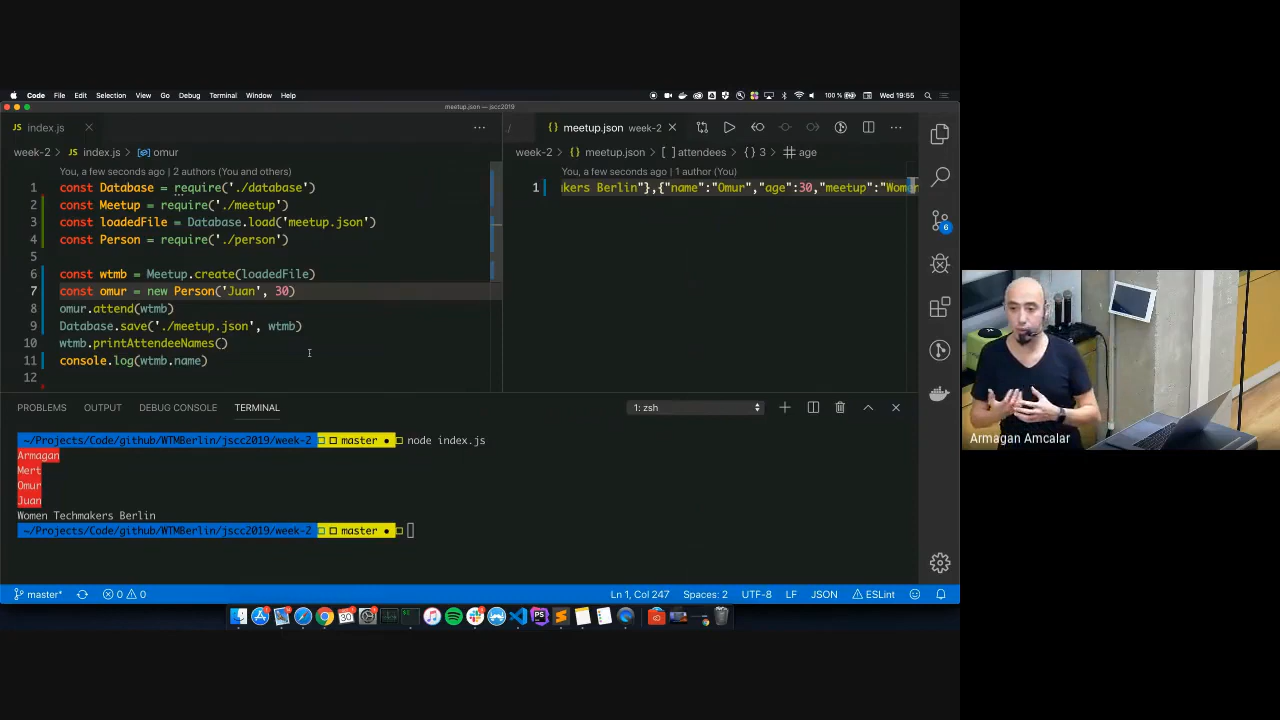 Code File Edit Selection View Go Debug Terminal Window Help 100 % Wed 19:55
meetup.json — jscc2019
JS index.js
week-2 > JS index.js > omur
You, a few seconds ago | 2 authors (You and others)
1 const Database = require('./database')
2 const Meetup = require('./meetup')
3 const loadedFile = Database.load('meetup.json')
4 const Person = require('./person')
5
6 const wtmb = Meetup.create(loadedFile)
7 const omur = new Person('Juan', 30)
8 omur.attend(wtmb)
9 Database.save('./meetup.json', wtmb)
10 wtmb.printAttendeeNames()
11 console.log(wtmb.name)
12
./ {} meetup.json week-2
week-2 > {} meetup.json > [ ] attendees > {} 3 > # age
You, a few seconds ago | 1 author (You)
1 kers Berlin"},{"name":"Omur","age":30,"meetup":"Wom
6
PROBLEMS OUTPUT DEBUG CONSOLE TERMINAL 1: zsh
~/Projects/Code/github/WTMBerlin/jscc2019/week-2 master ● node index.js
Armagan
Mert
Omur
Juan
Women Techmakers Berlin
~/Projects/Code/github/WTMBerlin/jscc2019/week-2 master ●
master* 0 0 Ln 1, Col 247 Spaces: 2 UTF-8 LF JSON ESLint
Armagan Amcalar